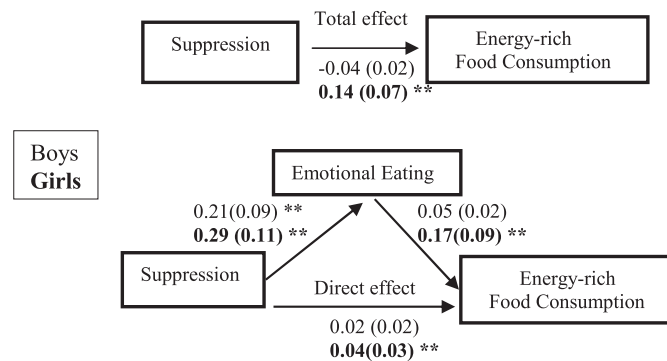 Total effect
Suppression
Energy-rich
Food Consumption
-0.04 (0.02)
0.14 (0.07) **
Boys
Girls
Emotional Eating
0.21(0.09) **
0.29 (0.11) **
0.05 (0.02)
0.17(0.09) **
Suppression
Direct effect
Energy-rich
Food Consumption
0.02 (0.02)
0.04(0.03) **